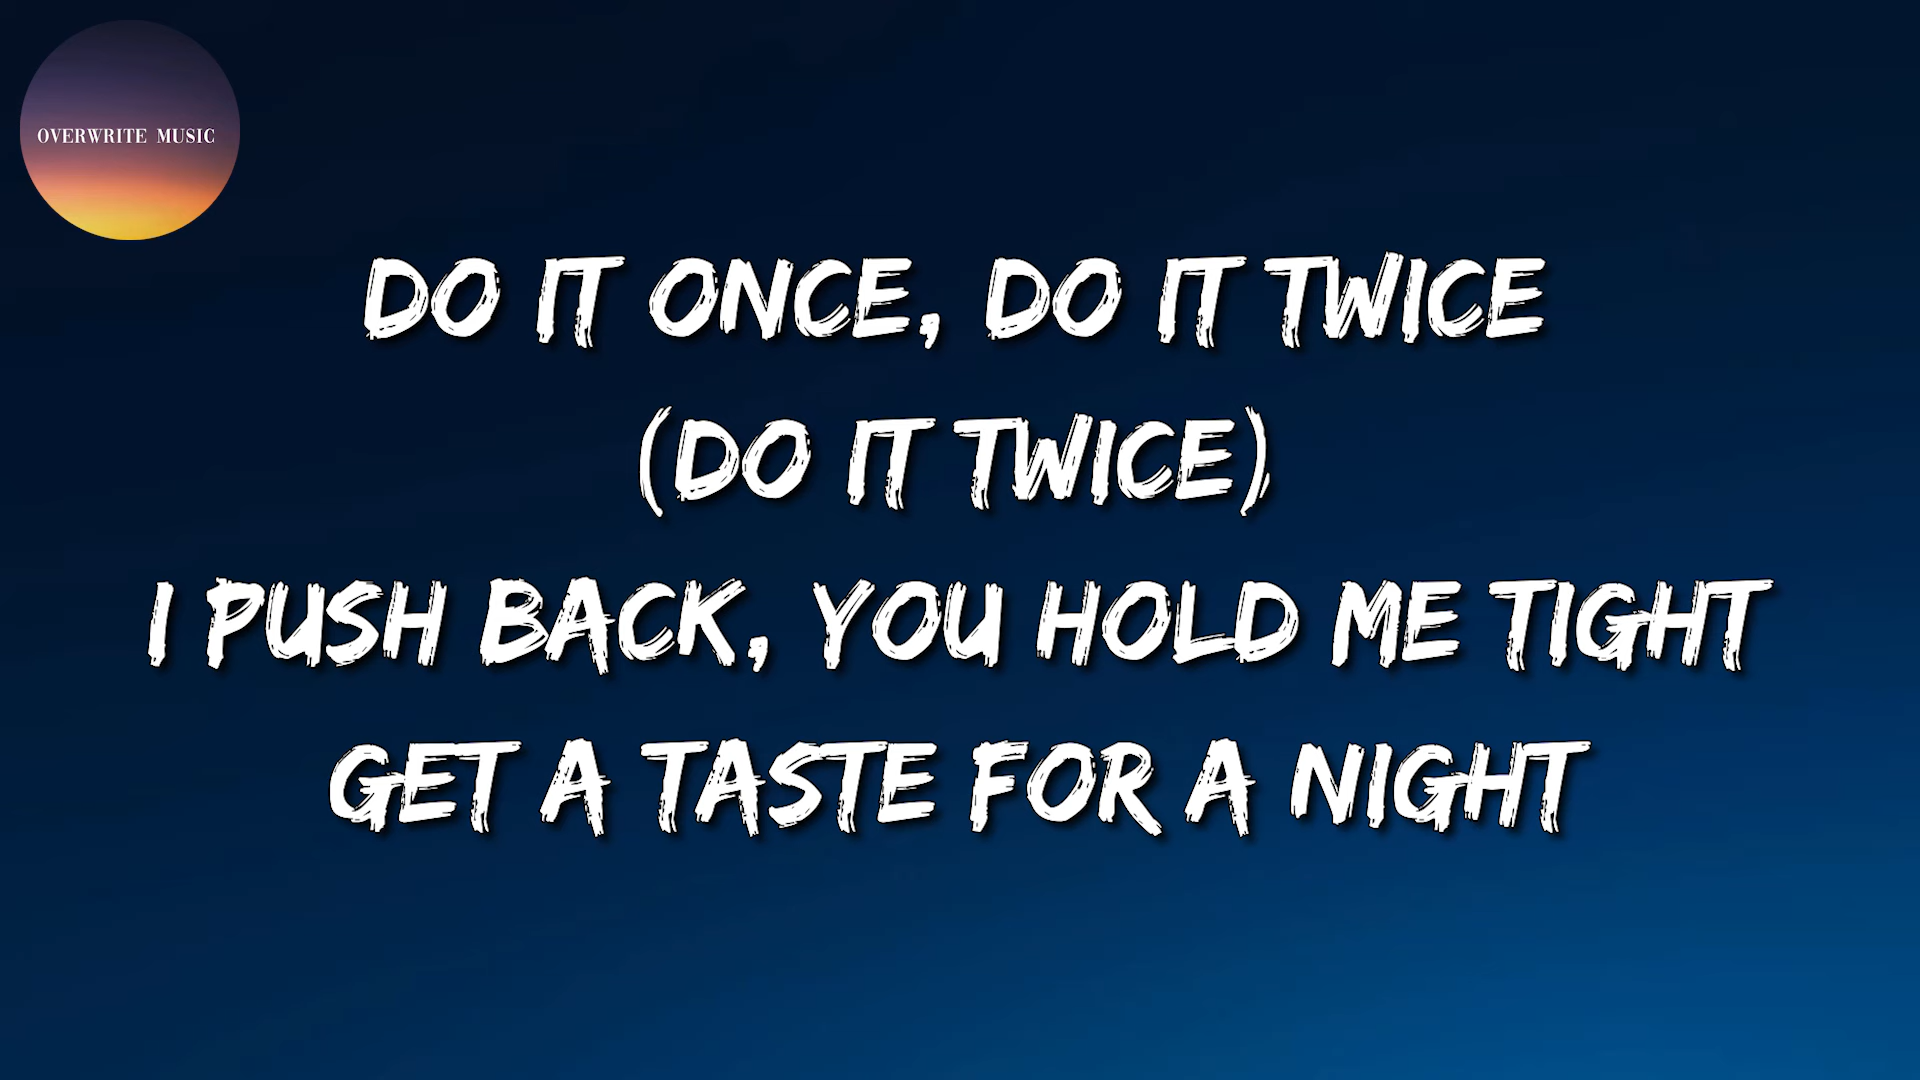 OVERWRITE MUSIC
DO IT ONCE, DO IT TWICE
(DO IT TWICE)
I PUSH BACK, YOU HOLD ME TIGHT
GET A TASTE FOR A NIGHT